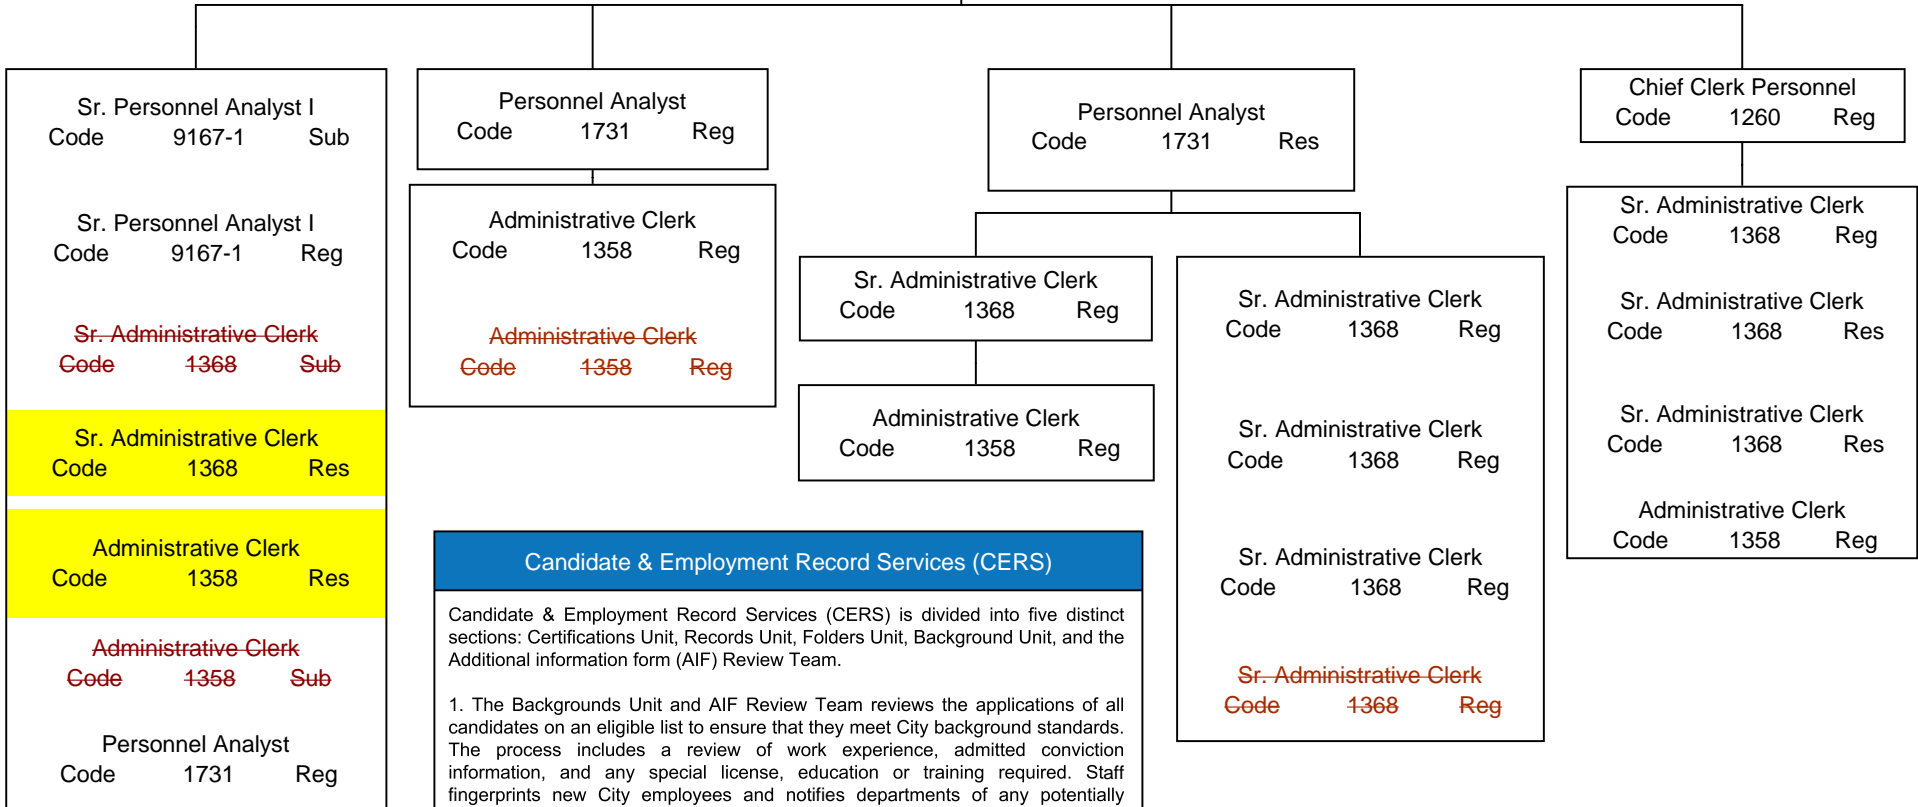 Sr. Personnel Analyst I
Code 9167-1 Sub
Sr. Personnel Analyst I
Code 9167-1 Reg
Sr. Administrative Clerk
Code 1368 Sub
Sr. Administrative Clerk
Code 1368 Res
Administrative Clerk
Code 1358 Res
Administrative Clerk
Code 1358 Sub
Personnel Analyst
Code 1731 Reg
Personnel Analyst
Code 1731 Reg
Administrative Clerk
Code 1358 Reg
Administrative Clerk
Code 1358 Reg
Personnel Analyst
Code 1731 Res
Sr. Administrative Clerk
Code 1368 Reg
Administrative Clerk
Code 1358 Reg
Sr. Administrative Clerk
Code 1368 Reg
Sr. Administrative Clerk
Code 1368 Reg
Sr. Administrative Clerk
Code 1368 Reg
Sr. Administrative Clerk
Code 1368 Reg
Chief Clerk Personnel
Code 1260 Reg
Sr. Administrative Clerk
Code 1368 Reg
Sr. Administrative Clerk
Code 1368 Res
Sr. Administrative Clerk
Code 1368 Res
Administrative Clerk
Code 1358 Reg
Candidate & Employment Record Services (CERS)
Candidate & Employment Record Services (CERS) is divided into five distinct
sections: Certifications Unit, Records Unit, Folders Unit, Background Unit, and the
Additional information form (AIF) Review Team.
1. The Backgrounds Unit and AIF Review Team reviews the applications of all
candidates on an eligible list to ensure that they meet City background standards.
The process includes a review of work experience, admitted conviction
information, and any special license, education or training required. Staff
fingerprints new City employees and notifies departments of any potentially